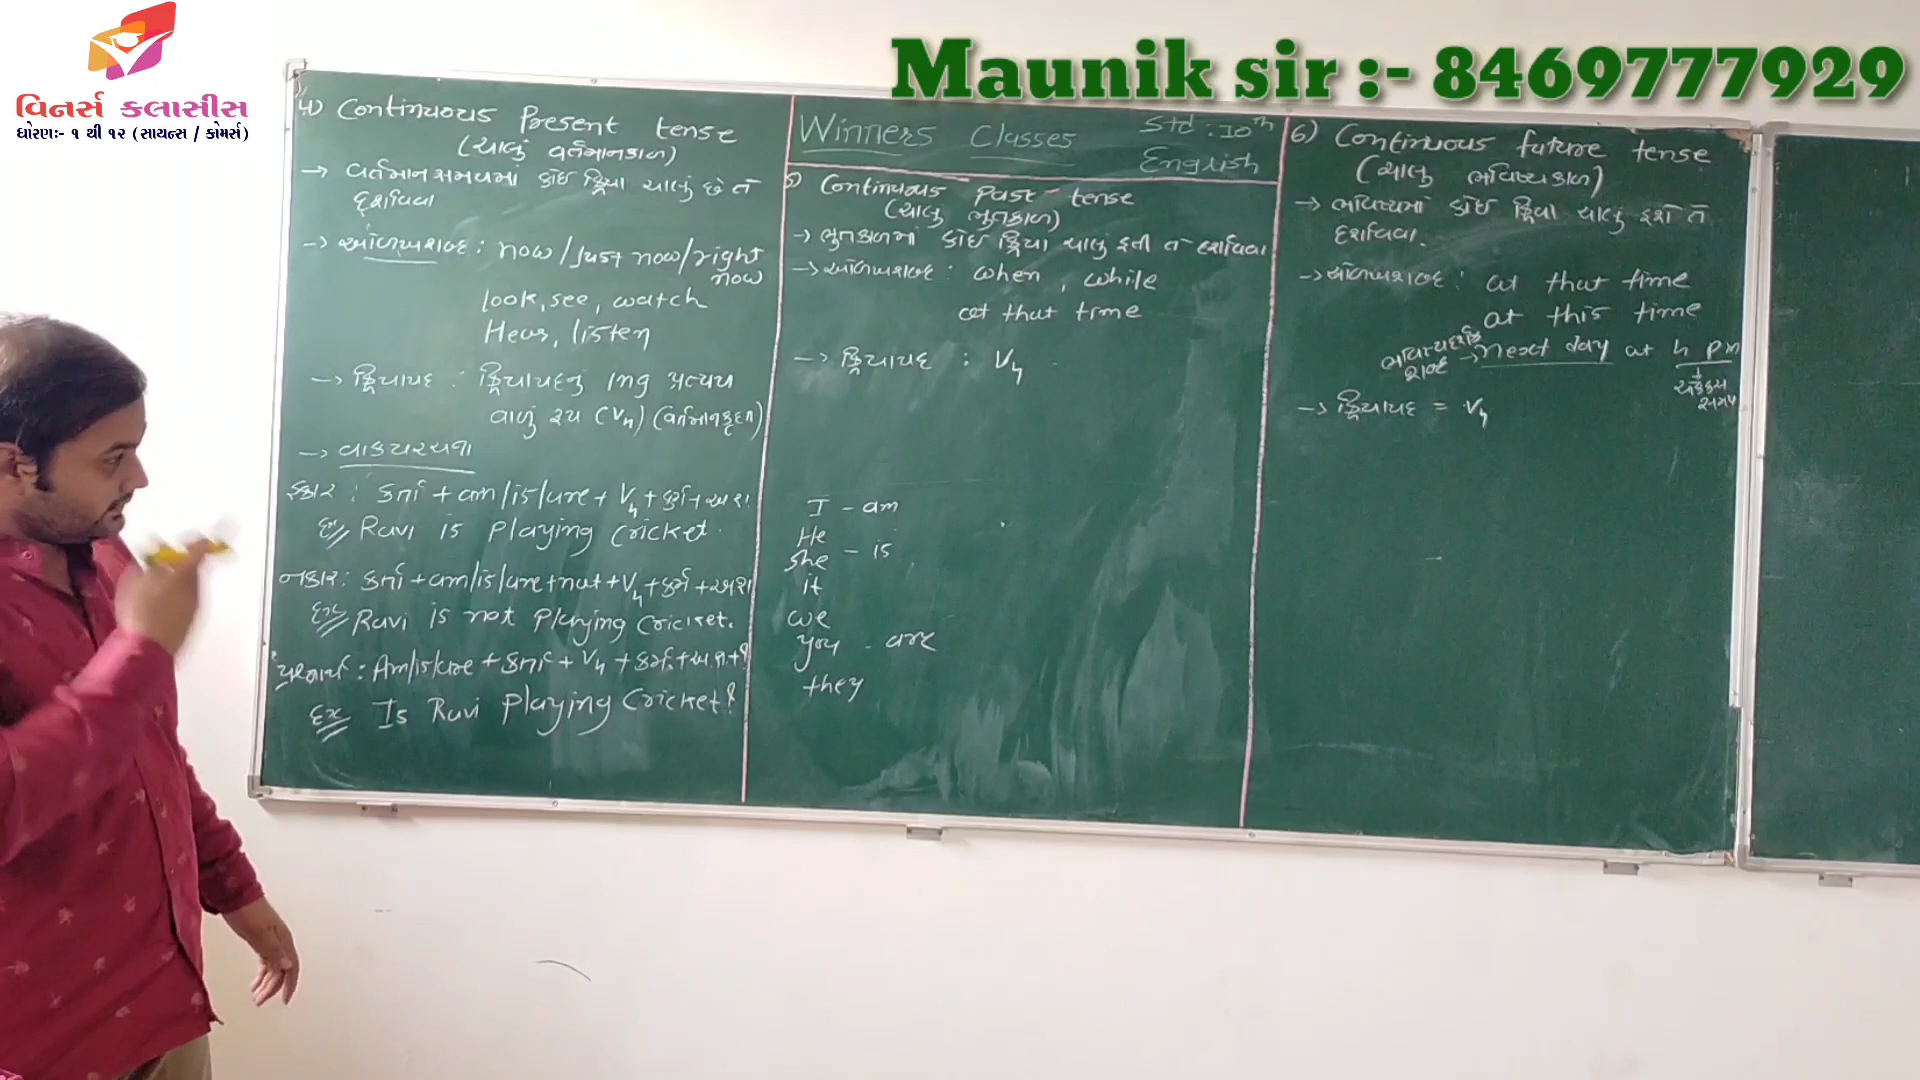 વિનર્સ કલાસીસ
ધોરણઃ- ૧ થી ૧૨ (સાયન્સ / કોમર્સ)
Maunik sir :- 8469777929
4) Continuous Present tense
(ચાલું વર્તમાનકાળ)
→ વર્તમાન સમયમાં કોઇ ક્રિયા ચાલું છે તે
દર્શાવવા
→ ઓળખશબ્દ : now/just now/right
now
look, see, watch
Hear, listen
→ ક્રિયાપદ : ક્રિયાપદનું ing પ્રત્યય
વાળું રૂપ (V4) (વર્તમાનકૃદંત)
→ વાક્યરચના
હકાર : કર્તા + am/is/are + V4 + કર્મ + અ.શ.
Ex Ravi is Playing Cricket.
નકાર : કર્તા + am/is/are + not + V4 + કર્મ + અ.શ.
Ex Ravi is not Playing Cricket.
પ્રશ્નાર્થ : Am/is/are + કર્તા + V4 + કર્મ + અ.શ. + ?
Ex Is Ravi Playing Cricket?
Winners Classes Std : 10th
English
5) Continuous Past tense
(ચાલુ ભુતકાળ)
→ ભુતકાળમાં કોઇ ક્રિયા ચાલું હતી તે દર્શાવવા
→ ઓળખશબ્દ : when, while
at that time
→ ક્રિયાપદ : V4
I - am
He
she - is
it
we
you - are
they
6) Continuous future tense
(ચાલુ ભવિષ્યકાળ)
→ ભવિષ્યમાં કોઇ ક્રિયા ચાલું હશે તે
દર્શાવવા.
→ ઓળખશબ્દ : at that time
at this time
→ next day at 5 pm
→ ક્રિયાપદ = V4